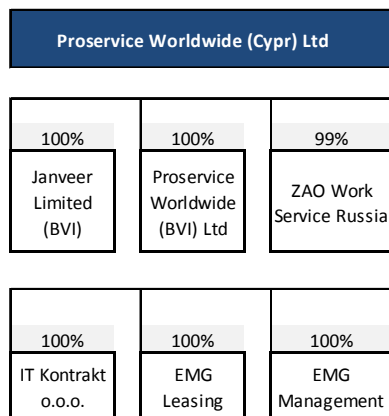 Proservice Worldwide (Cypr) Ltd
100% 100% 99%
Janveer Limited (BVI)
Proservice Worldwide (BVI) Ltd
ZAO Work Service Russia
100% 100% 100%
IT Kontrakt o.o.o.
EMG Leasing
EMG Management